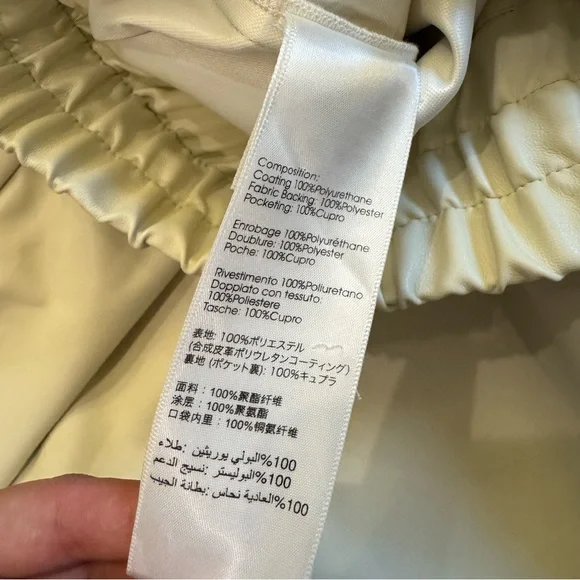 Composition:
Coating 100%Polyurethane
Fabric Backing: 100%Polyester
Pocketing: 100%Cupro
Enrobage 100%Polyuréthane
Doublure: 100%Polyester
Poche: 100%Cupro
Rivestimento 100%Poliuretano
Doppiato con tessuto:
100%Poliestere
Tasche: 100%Cupro
表地: 100%ポリエステル
(合成皮革ポリウレタンコーティング)
裏地 (ポケット裏): 100%キュプラ
面料：100%聚酯纤维
涂层：100%聚氨酯
口袋内里：100%铜氨纤维
100%البولي يوريثين: طلاء
100%البوليستر: نسيج الدعم
100%العادية نحاس: بطانة الجيب